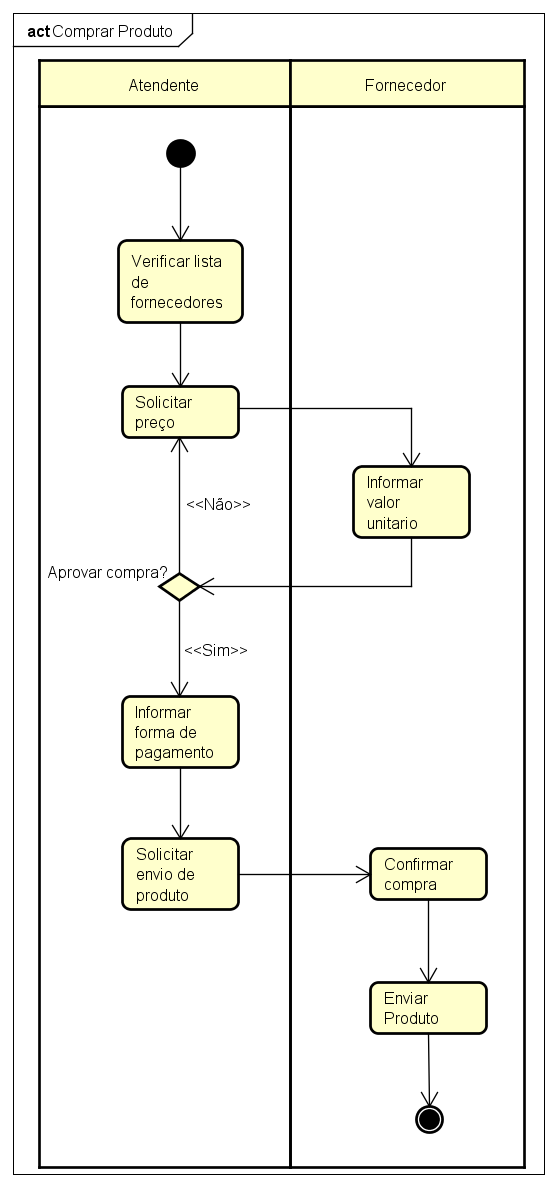 act Comprar Produto
Atendente
Fornecedor
Verificar lista
de
fornecedores
Solicitar
preço
Informar
valor
unitario
<<Não>>
Aprovar compra?
<<Sim>>
Informar
forma de
pagamento
Solicitar
envio de
produto
Confirmar
compra
Enviar
Produto